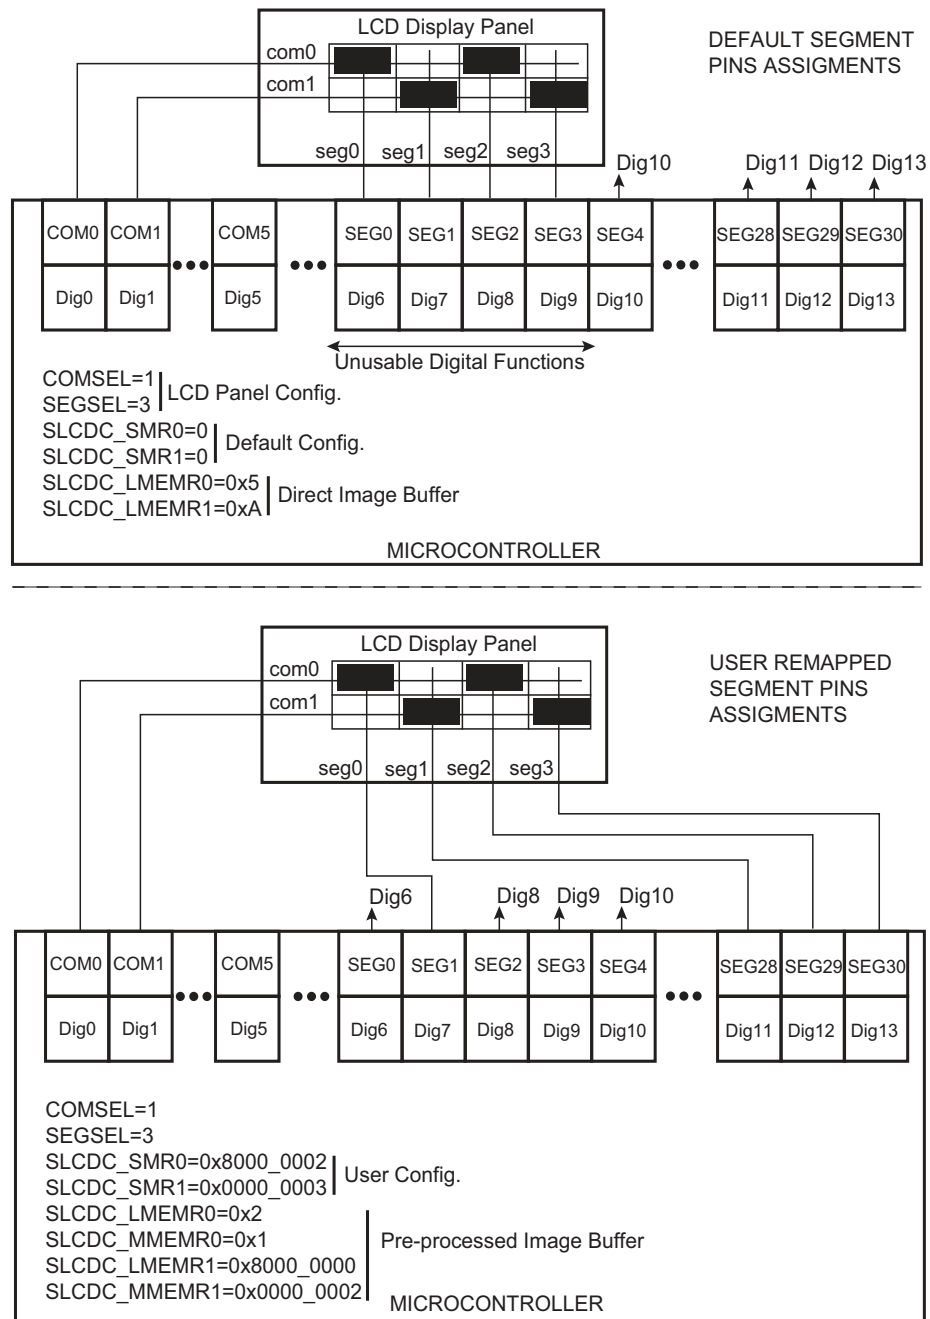 LCD Display Panel
DEFAULT SEGMENT
PINS ASSIGMENTS
com0
com1
seg0 seg1 seg2 seg3
Dig10 Dig11 Dig12 Dig13
COM0 COM1 COM5 SEG0 SEG1 SEG2 SEG3 SEG4 SEG28 SEG29 SEG30
Dig0 Dig1 Dig5 Dig6 Dig7 Dig8 Dig9 Dig10 Dig11 Dig12 Dig13
Unusable Digital Functions
COMSEL=1
SEGSEL=3
LCD Panel Config.
SLCDC_SMR0=0
SLCDC_SMR1=0
Default Config.
SLCDC_LMEMR0=0x5
SLCDC_LMEMR1=0xA
Direct Image Buffer
MICROCONTROLLER
LCD Display Panel
USER REMAPPED
SEGMENT PINS
ASSIGMENTS
com0
com1
seg0 seg1 seg2 seg3
Dig6 Dig8 Dig9 Dig10
COM0 COM1 COM5 SEG0 SEG1 SEG2 SEG3 SEG4 SEG28 SEG29 SEG30
Dig0 Dig1 Dig5 Dig6 Dig7 Dig8 Dig9 Dig10 Dig11 Dig12 Dig13
COMSEL=1
SEGSEL=3
SLCDC_SMR0=0x8000_0002
SLCDC_SMR1=0x0000_0003
User Config.
SLCDC_LMEMR0=0x2
SLCDC_MMEMR0=0x1
SLCDC_LMEMR1=0x8000_0000
SLCDC_MMEMR1=0x0000_0002
Pre-processed Image Buffer
MICROCONTROLLER